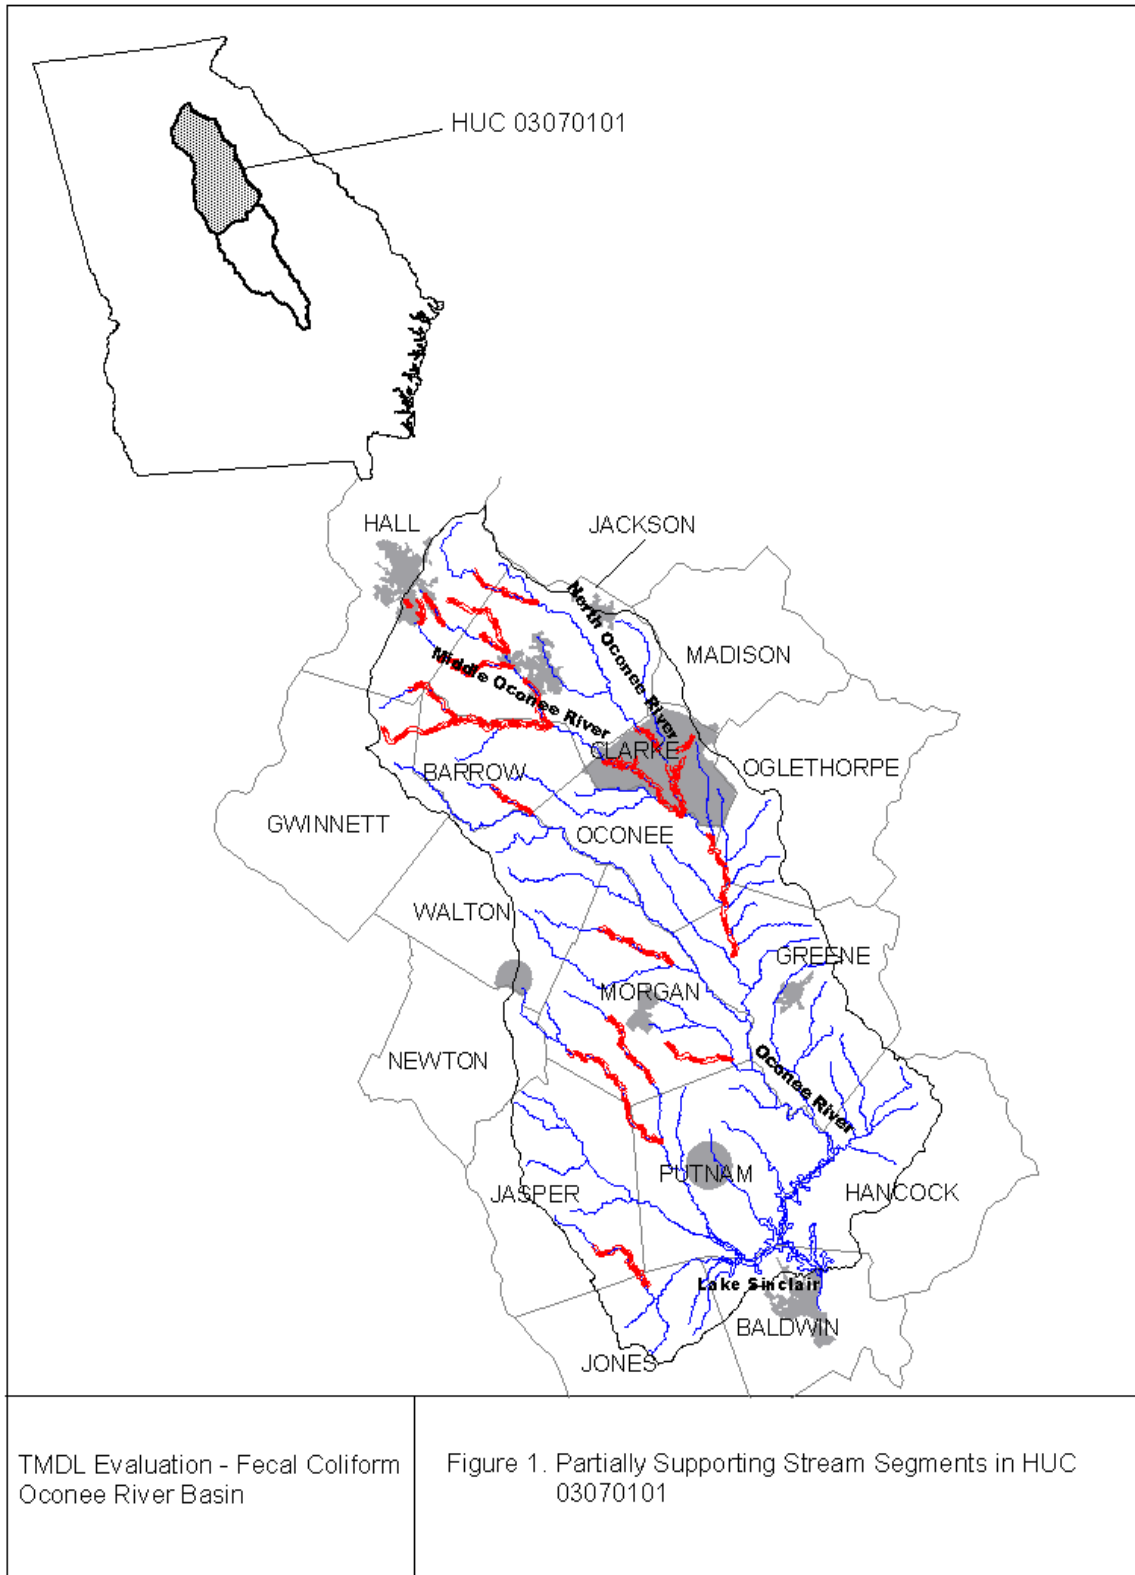 HUC 03070101
HALL
JACKSON
North Oconee River
MADISON
Middle Oconee River
CLARKE
OGLETHORPE
BARROW
GWINNETT
OCONEE
WALTON
GREENE
MORGAN
NEWTON
Oconee River
PUTNAM
JASPER
HANCOCK
Lake Sinclair
BALDWIN
JONES
TMDL Evaluation - Fecal Coliform
Oconee River Basin
Figure 1. Partially Supporting Stream Segments in HUC
03070101